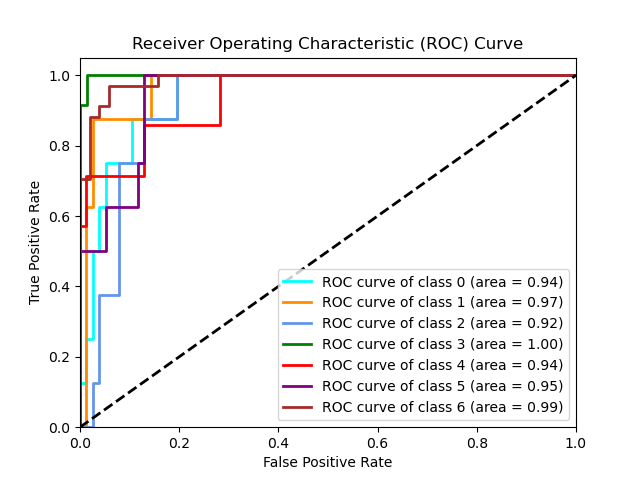 Receiver Operating Characteristic (ROC) Curve
1.0
0.8
0.6
0.4
0.2
0.0
True Positive Rate
ROC curve of class 0 (area = 0.94)
ROC curve of class 1 (area = 0.97)
ROC curve of class 2 (area = 0.92)
ROC curve of class 3 (area = 1.00)
ROC curve of class 4 (area = 0.94)
ROC curve of class 5 (area = 0.95)
ROC curve of class 6 (area = 0.99)
0.0 0.2 0.4 0.6 0.8 1.0
False Positive Rate